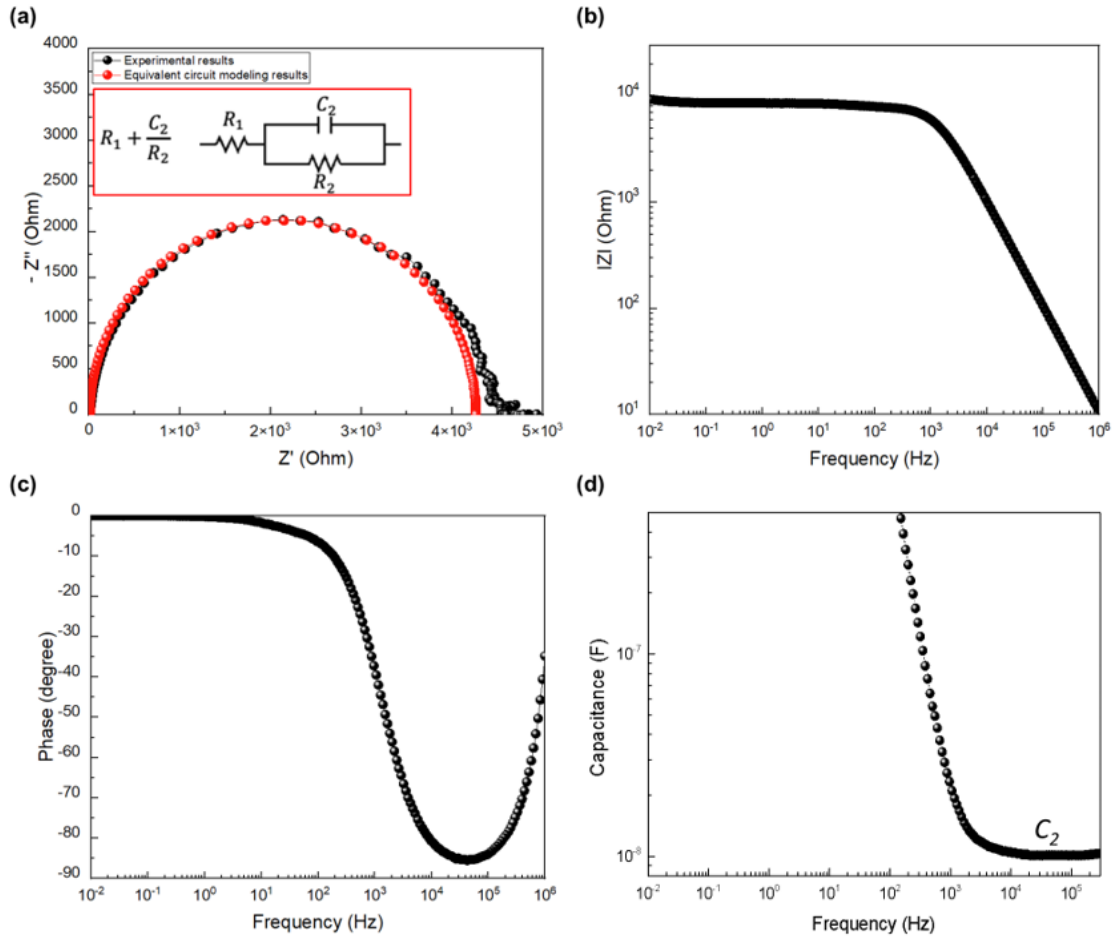 (a)
4000
3500
3000
2500
2000
1500
1000
500
0
- Z'' (Ohm)
Experimental results
Equivalent circuit modeling results
R₁ + C₂/R₂
R₁
C₂
R₂
0 1×10³ 2×10³ 3×10³ 4×10³ 5×10³
Z' (Ohm)
(b)
10⁴
10³
10²
10¹
IZI (Ohm)
10⁻² 10⁻¹ 10⁰ 10¹ 10² 10³ 10⁴ 10⁵ 10⁶
Frequency (Hz)
(c)
0
-10
-20
-30
-40
-50
-60
-70
-80
-90
Phase (degree)
10⁻² 10⁻¹ 10⁰ 10¹ 10² 10³ 10⁴ 10⁵ 10⁶
Frequency (Hz)
(d)
10⁻⁷
10⁻⁸
Capacitance (F)
C₂
10⁻² 10⁻¹ 10⁰ 10¹ 10² 10³ 10⁴ 10⁵
Frequency (Hz)